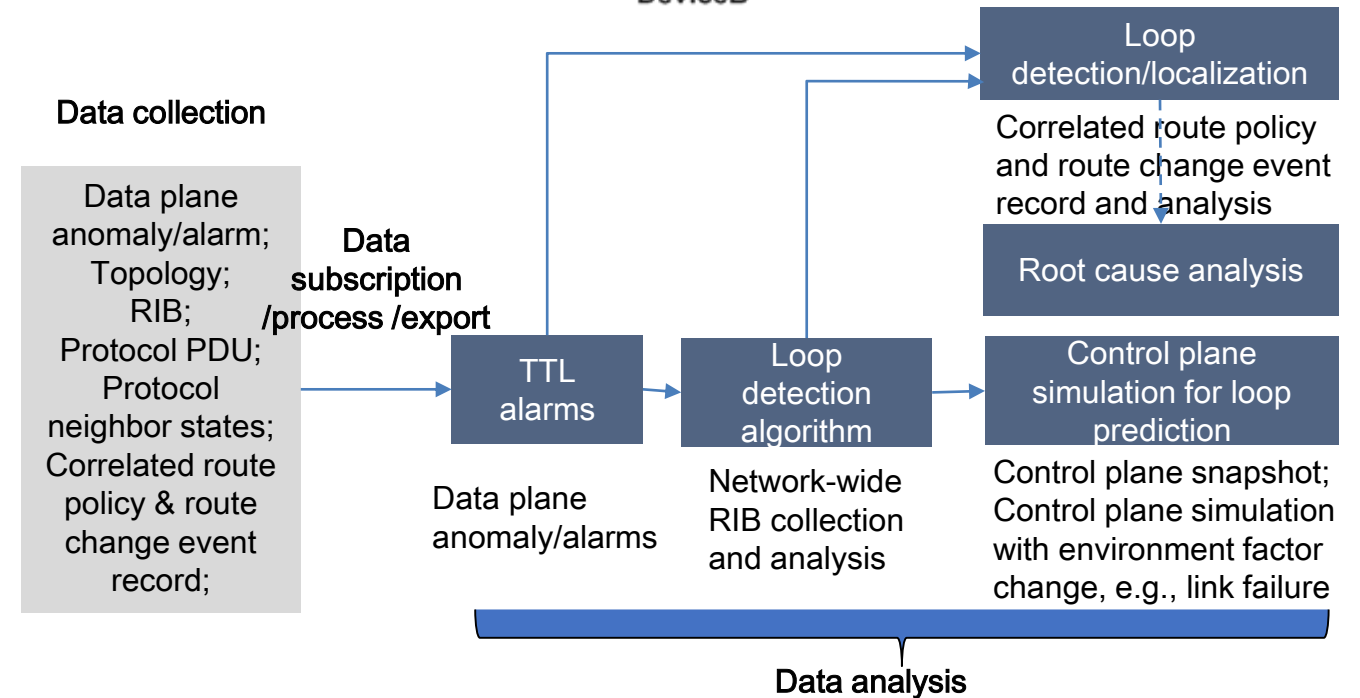 Data collection
Data plane
anomaly/alarm;
Topology;
RIB;
Protocol PDU;
Protocol
neighbor states;
Correlated route
policy & route
change event
record;
Data
subscription
/process /export
TTL
alarms
Data plane
anomaly/alarms
Loop
detection
algorithm
Network-wide
RIB collection
and analysis
Loop
detection/localization
Correlated route policy
and route change event
record and analysis
Root cause analysis
Control plane
simulation for loop
prediction
Control plane snapshot;
Control plane simulation
with environment factor
change, e.g., link failure
Data analysis